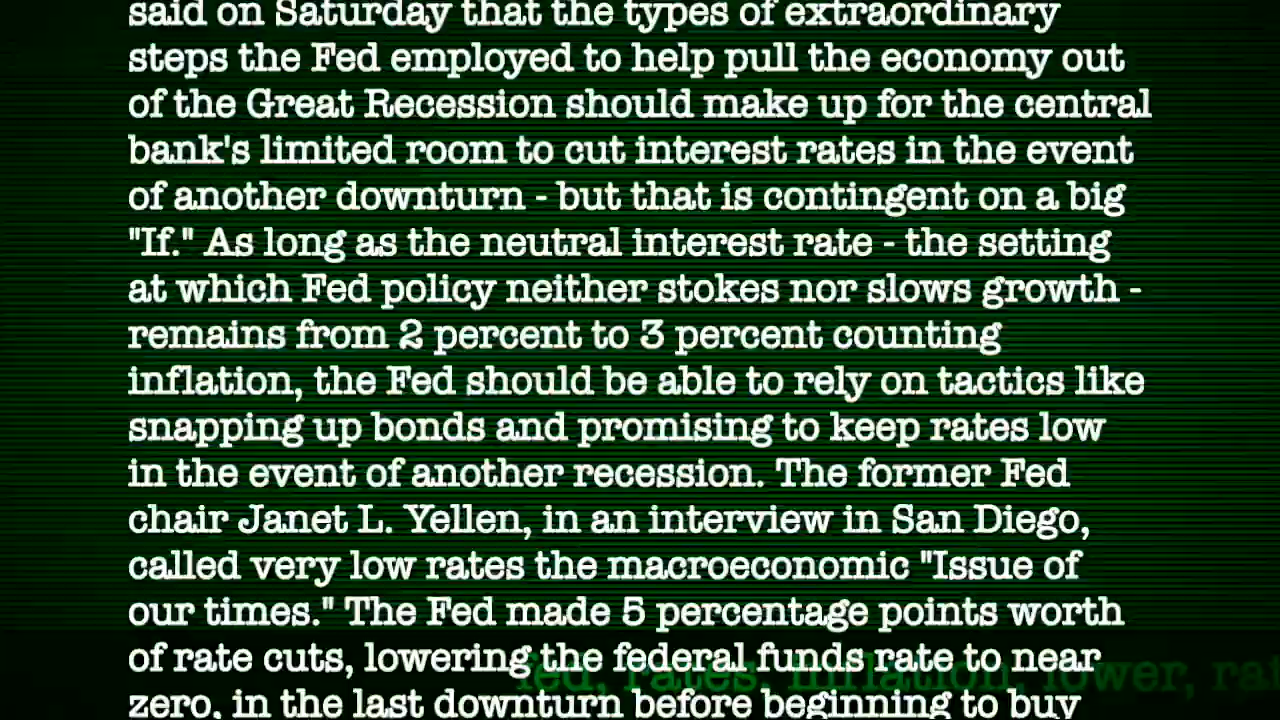 said on Saturday that the types of extraordinary
steps the Fed employed to help pull the economy out
of the Great Recession should make up for the central
bank's limited room to cut interest rates in the event
of another downturn - but that is contingent on a big
"If." As long as the neutral interest rate - the setting
at which Fed policy neither stokes nor slows growth -
remains from 2 percent to 3 percent counting
inflation, the Fed should be able to rely on tactics like
snapping up bonds and promising to keep rates low
in the event of another recession. The former Fed
chair Janet L. Yellen, in an interview in San Diego,
called very low rates the macroeconomic "Issue of
our times." The Fed made 5 percentage points worth
of rate cuts, lowering the federal funds rate to near
fed, rates, inflation, lower,
zero, in the last downturn before beginning to buy